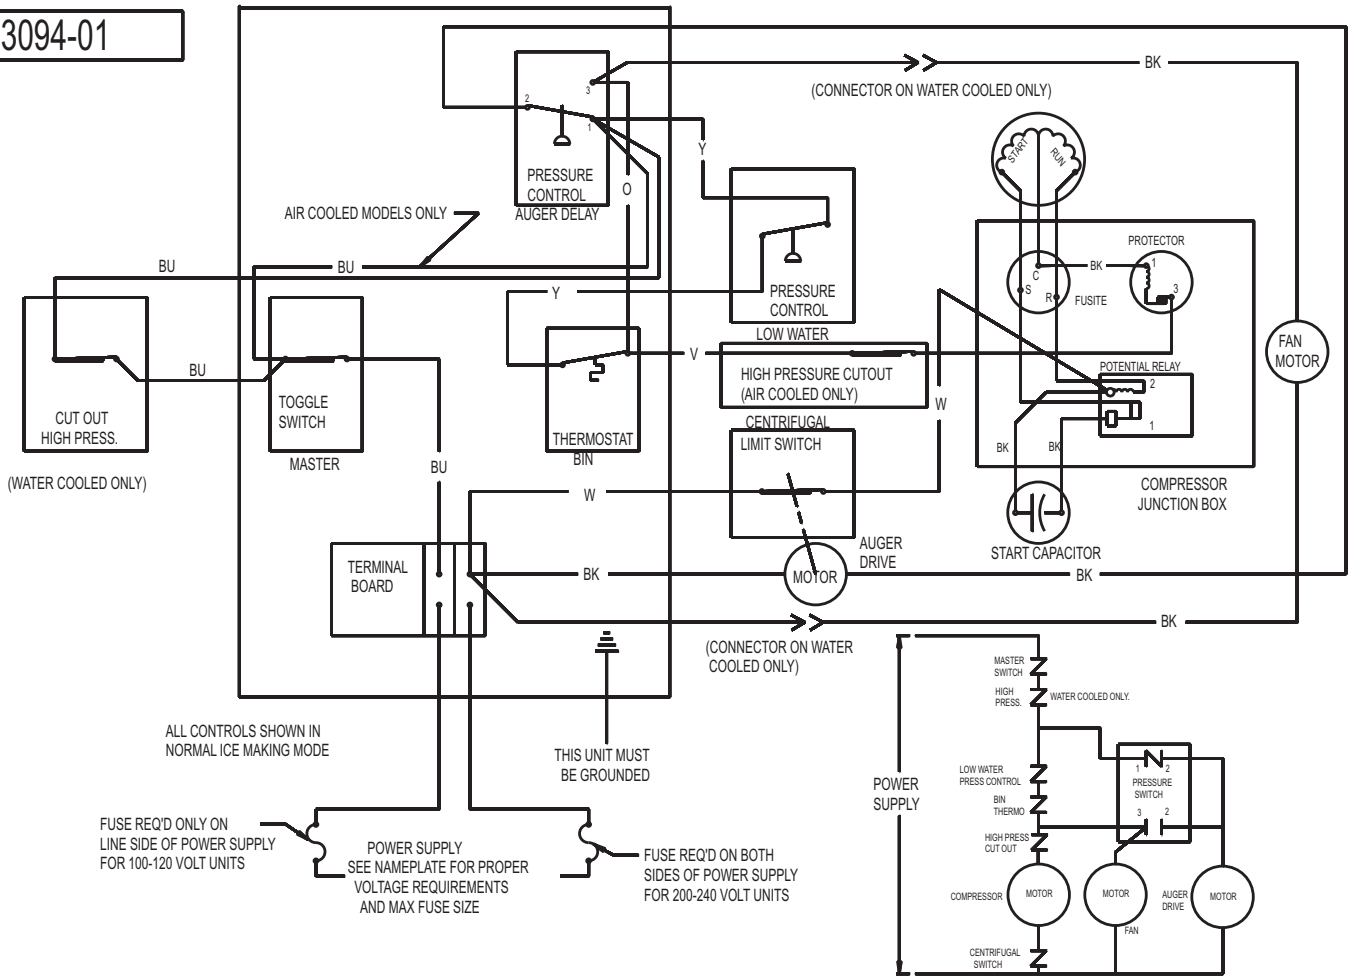 3094-01
BK
(CONNECTOR ON WATER COOLED ONLY)
3
2
1
PRESSURE
CONTROL
AUGER DELAY
Y
O
START
RUN
AIR COOLED MODELS ONLY
BU
BU
PROTECTOR
1
BK
C
S
R
FUSITE
3
Y
PRESSURE
CONTROL
LOW WATER
FAN
MOTOR
V
HIGH PRESSURE CUTOUT
(AIR COOLED ONLY)
POTENTIAL RELAY
2
1
BU
W
CUT OUT
HIGH PRESS.
(WATER COOLED ONLY)
TOGGLE
SWITCH
MASTER
THERMOSTAT
BIN
CENTRIFUGAL
LIMIT SWITCH
BK
BK
BU
W
COMPRESSOR
JUNCTION BOX
START CAPACITOR
TERMINAL
BOARD
BK
MOTOR
AUGER
DRIVE
BK
BK
(CONNECTOR ON WATER
COOLED ONLY)
ALL CONTROLS SHOWN IN
NORMAL ICE MAKING MODE
THIS UNIT MUST
BE GROUNDED
FUSE REQ'D ONLY ON
LINE SIDE OF POWER SUPPLY
FOR 100-120 VOLT UNITS
POWER SUPPLY
SEE NAMEPLATE FOR PROPER
VOLTAGE REQUIREMENTS
AND MAX FUSE SIZE
FUSE REQ'D ON BOTH
SIDES OF POWER SUPPLY
FOR 200-240 VOLT UNITS
POWER
SUPPLY
MASTER
SWITCH
HIGH
PRESS.
WATER COOLED ONLY.
LOW WATER
PRESS CONTROL
BIN
THERMO
HIGH PRESS
CUT OUT
1
2
PRESSURE
SWITCH
3
2
COMPRESSOR
MOTOR
MOTOR
FAN
AUGER
DRIVE
MOTOR
CENTRIFUGAL
SWITCH